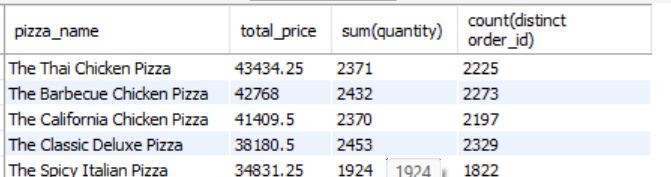 pizza_name total_price sum(quantity) count(distinct
order_id)
The Thai Chicken Pizza 43434.25 2371 2225
The Barbecue Chicken Pizza 42768 2432 2273
The California Chicken Pizza 41409.5 2370 2197
The Classic Deluxe Pizza 38180.5 2453 2329
The Spicy Italian Pizza 34831.25 1924 1924 1822